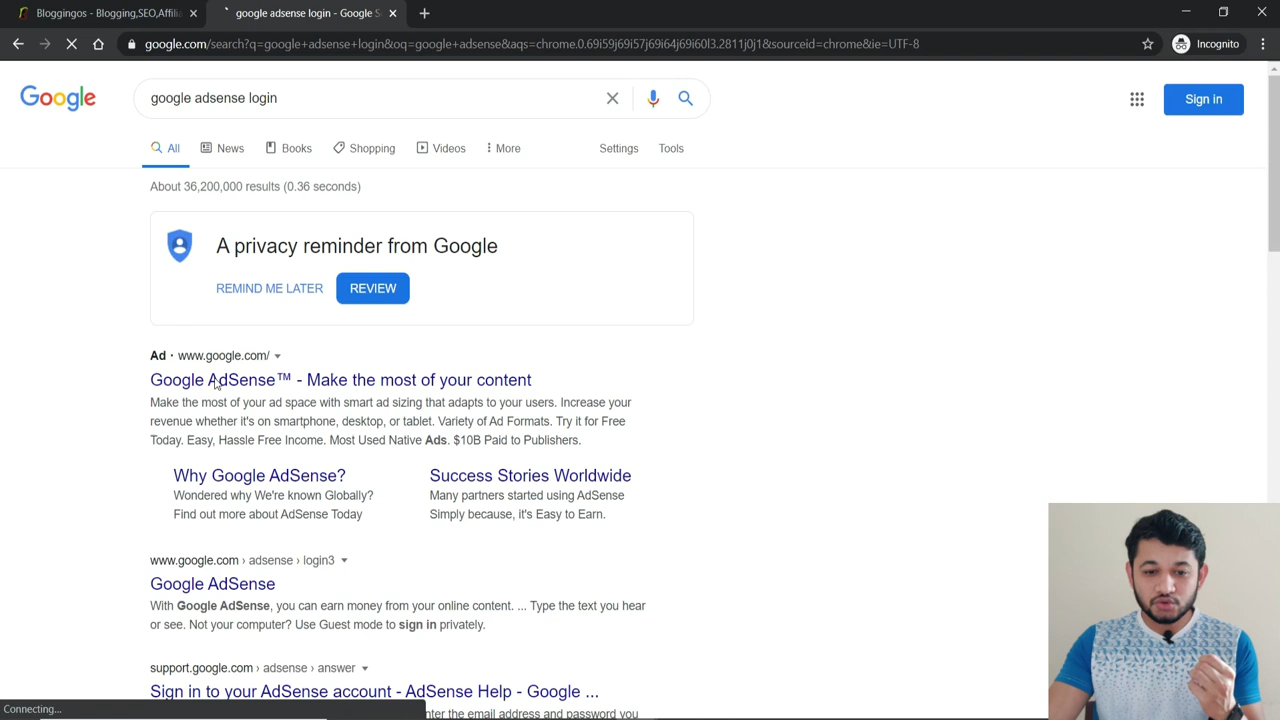 Bloggingos - Blogging,SEO,Affilia
google adsense login - Google S
google.com/search?q=google+adsense+login&oq=google+adsense&aqs=chrome.0.69i59j69i57j69i64j69i60l3.2811j0j1&sourceid=chrome&ie=UTF-8
Incognito
Google
google adsense login
Sign in
All
News
Books
Shopping
Videos
More
Settings
Tools
About 36,200,000 results (0.36 seconds)
A privacy reminder from Google
REMIND ME LATER
REVIEW
Ad · www.google.com/
Google AdSense™ - Make the most of your content
Make the most of your ad space with smart ad sizing that adapts to your users. Increase your
revenue whether it's on smartphone, desktop, or tablet. Variety of Ad Formats. Try it for Free
Today. Easy, Hassle Free Income. Most Used Native Ads. $10B Paid to Publishers.
Why Google AdSense?
Wondered why We're known Globally?
Find out more about AdSense Today
Success Stories Worldwide
Many partners started using AdSense
Simply because, it's Easy to Earn.
www.google.com › adsense › login3
Google AdSense
With Google AdSense, you can earn money from your online content. ... Type the text you hear
or see. Not your computer? Use Guest mode to sign in privately.
support.google.com › adsense › answer
Sign in to your AdSense account - AdSense Help - Google ...
enter the email address and password you
Connecting...